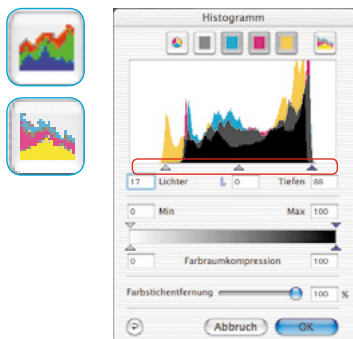 Histogramm
17 Lichter 0 Tiefen 88
0 Min Max 100
0 Farbraumkompression 100
Farbstichentfernung 100 %
Abbruch OK